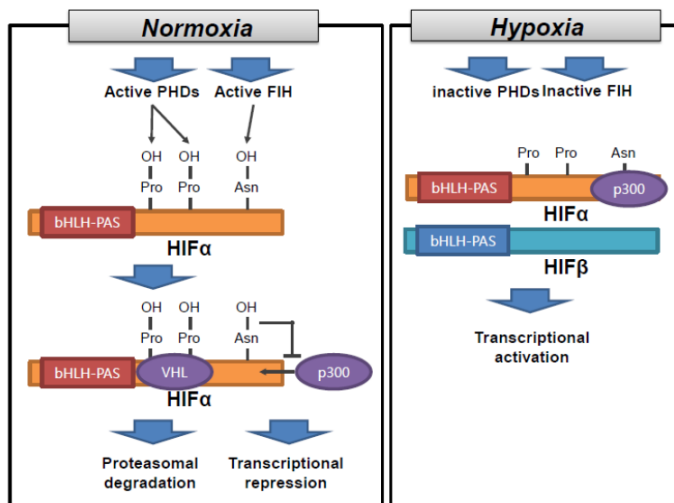 Normoxia
Active PHDs Active FIH
OH OH OH
Pro Pro Asn
bHLH-PAS
HIFα
OH OH OH
Pro Pro Asn
bHLH-PAS VHL p300
HIFα
Proteasomal degradation
Transcriptional repression
Hypoxia
inactive PHDs Inactive FIH
Pro Pro Asn
bHLH-PAS p300
HIFα
bHLH-PAS
HIFβ
Transcriptional
activation